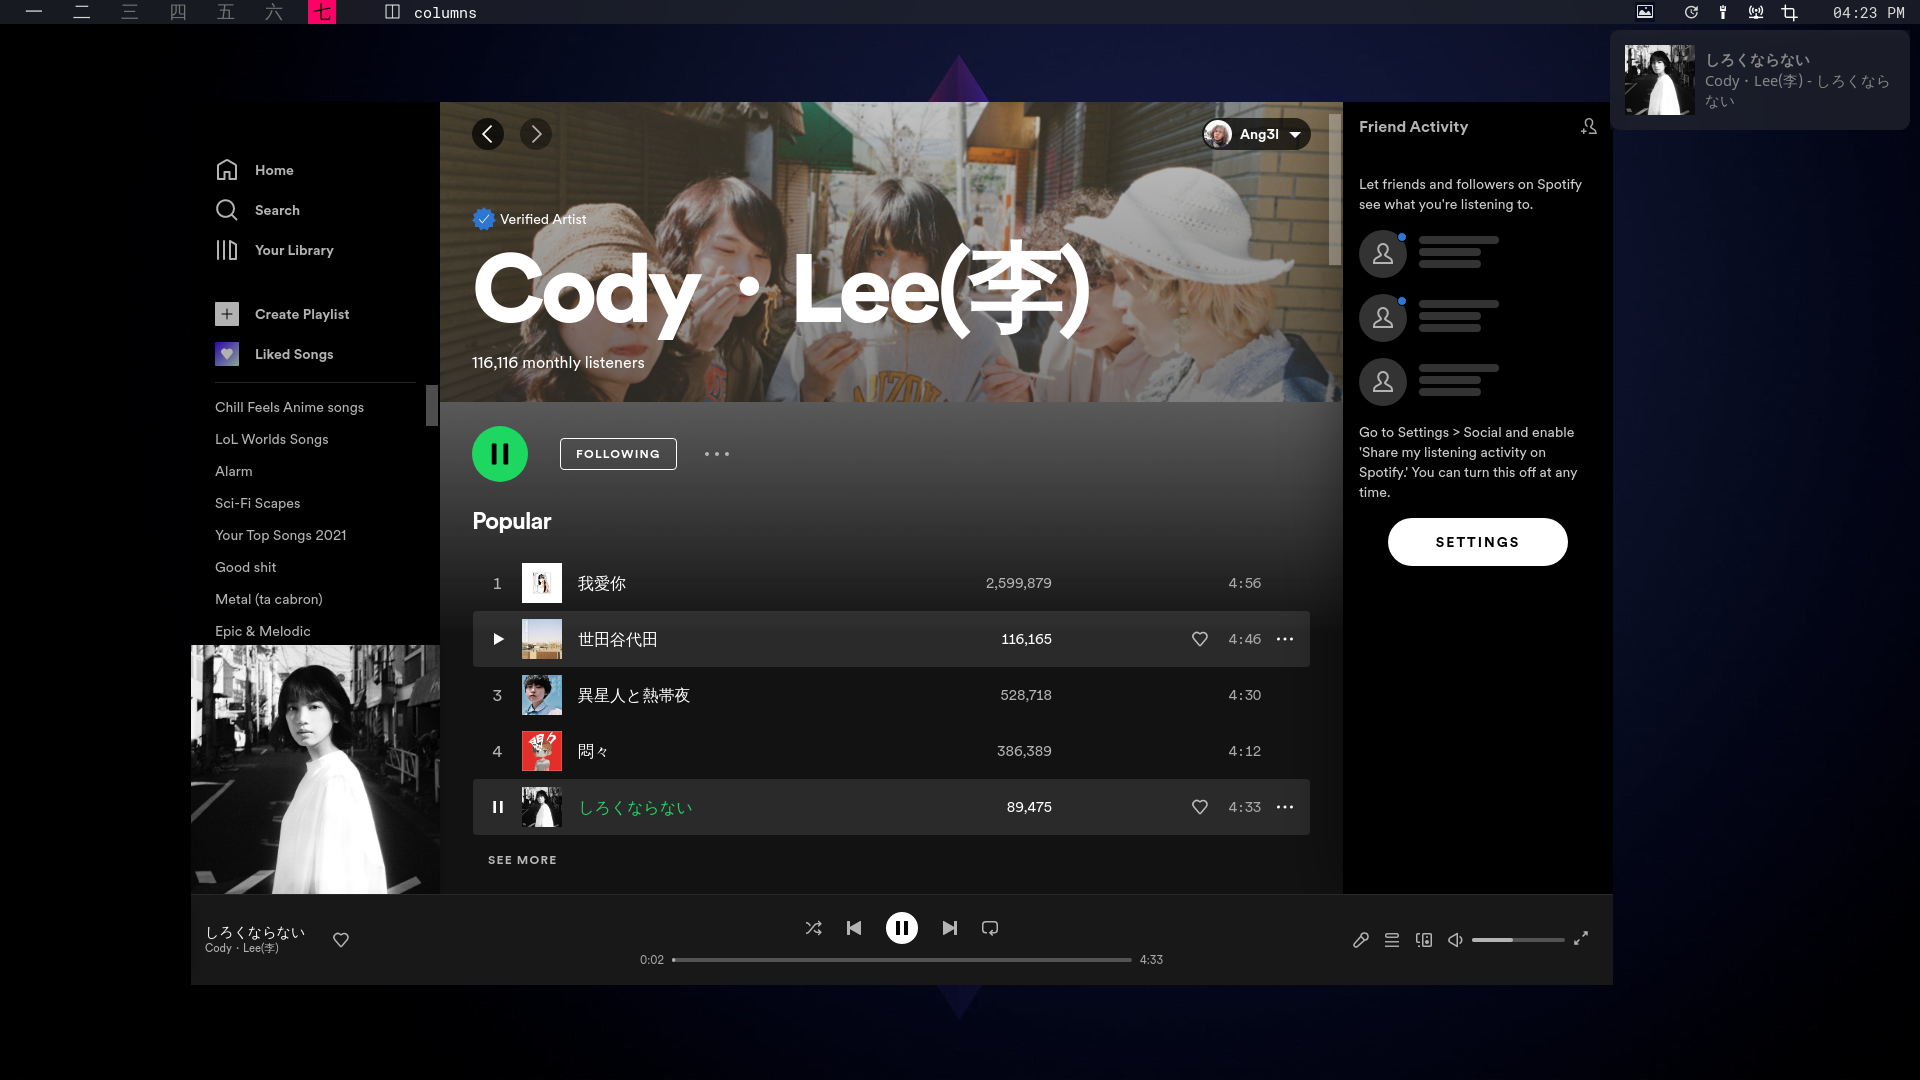 一 二 三 四 五 六 七 columns 04:23 PM
しろくならない
Cody・Lee(李) - しろくなら
ない
Home
Search
Your Library
Create Playlist
Liked Songs
Chill Feels Anime songs
LoL Worlds Songs
Alarm
Sci-Fi Scapes
Your Top Songs 2021
Good shit
Metal (ta cabron)
Epic & Melodic
Ang3l
Verified Artist
Cody・Lee(李)
116,116 monthly listeners
FOLLOWING
Popular
1 我愛你 2,599,879 4:56
世田谷代田 116,165 4:46
3 異星人と熱帯夜 528,718 4:30
4 悶々 386,389 4:12
しろくならない 89,475 4:33
SEE MORE
Friend Activity
Let friends and followers on Spotify
see what you're listening to.
Go to Settings > Social and enable
'Share my listening activity on
Spotify.' You can turn this off at any
time.
SETTINGS
しろくならない
Cody・Lee(李)
0:02 4:33